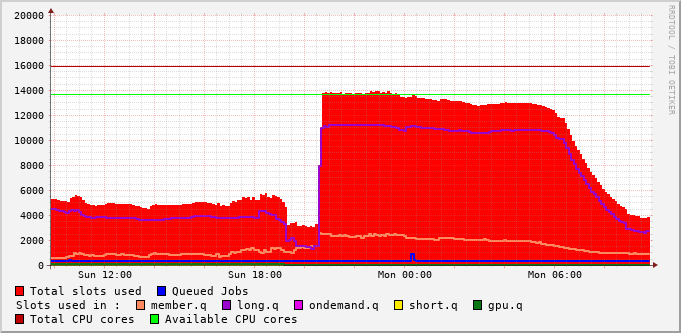 20000
18000
16000
14000
12000
10000
8000
6000
4000
2000
0
Sun 12:00 Sun 18:00 Mon 00:00 Mon 06:00
RRDTOOL / TOBI OETIKER
Total slots used Queued Jobs
Slots used in : member.q long.q ondemand.q short.q gpu.q
Total CPU cores Available CPU cores